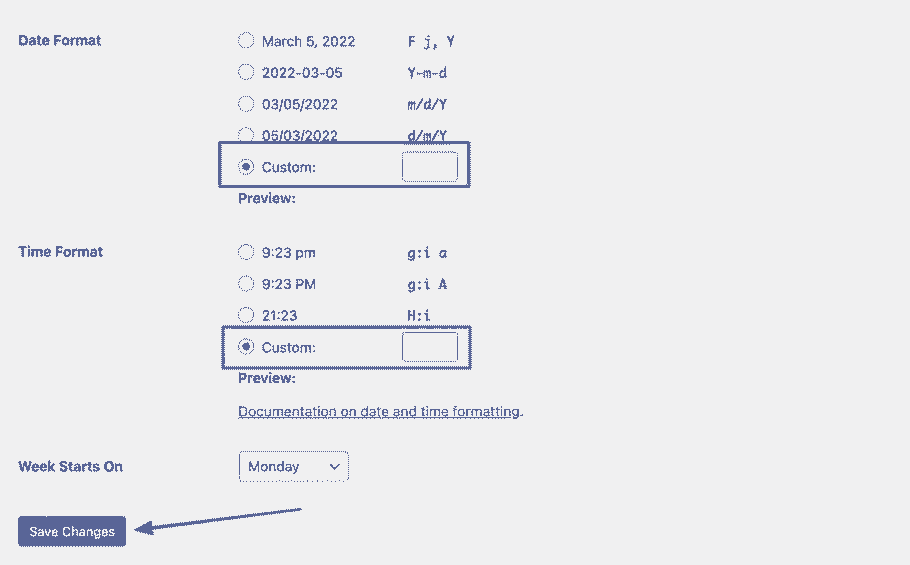 Date Format
March 5, 2022 F j, Y
2022-03-05 Y-m-d
03/05/2022 m/d/Y
05/03/2022 d/m/Y
Custom:
Preview:
Time Format
9:23 pm g:i a
9:23 PM g:i A
21:23 H:i
Custom:
Preview:
Documentation on date and time formatting.
Week Starts On
Monday
Save Changes